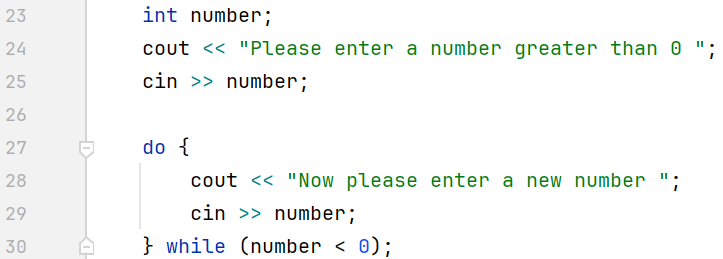 23 int number;
24 cout << "Please enter a number greater than 0 ";
25 cin >> number;
26
27 do {
28 cout << "Now please enter a new number ";
29 cin >> number;
30 } while (number < 0);